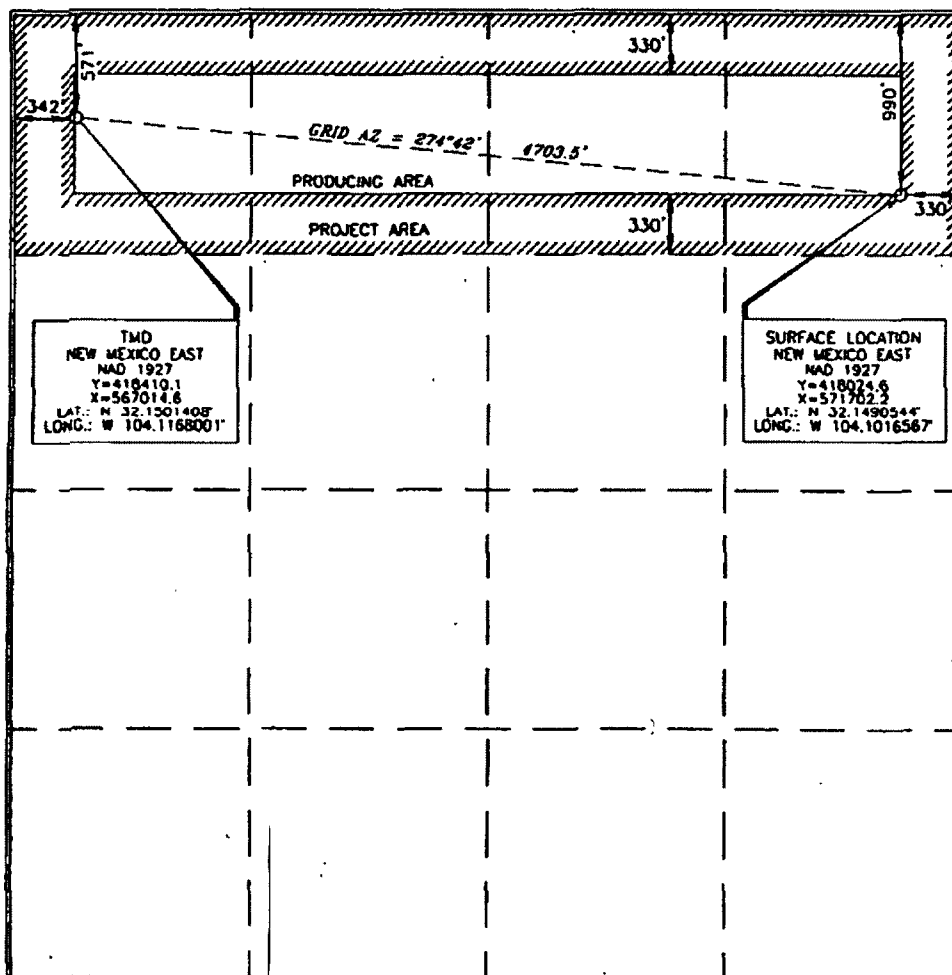 571'
330'
990'
342'
GRID AZ = 274°42'
4703.5'
PRODUCING AREA
330'
PROJECT AREA
330'
TMD
NEW MEXICO EAST
NAD 1927
Y=418410.1
X=567014.6
LAT.: N 32.1501408°
LONG.: W 104.1168001°
SURFACE LOCATION
NEW MEXICO EAST
NAD 1927
Y=418024.6
X=571702.2
LAT.: N 32.1490544°
LONG.: W 104.1016567°